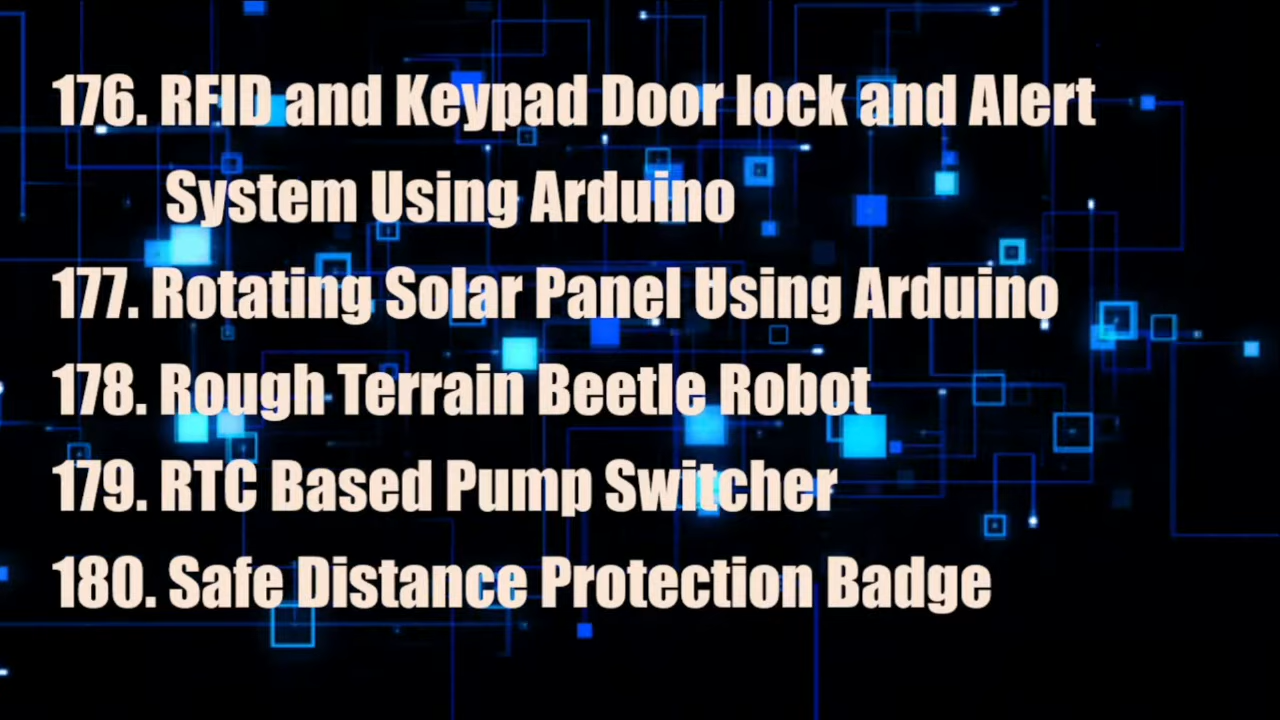 176. RFID and Keypad Door lock and Alert
System Using Arduino
177. Rotating Solar Panel Using Arduino
178. Rough Terrain Beetle Robot
179. RTC Based Pump Switcher
180. Safe Distance Protection Badge